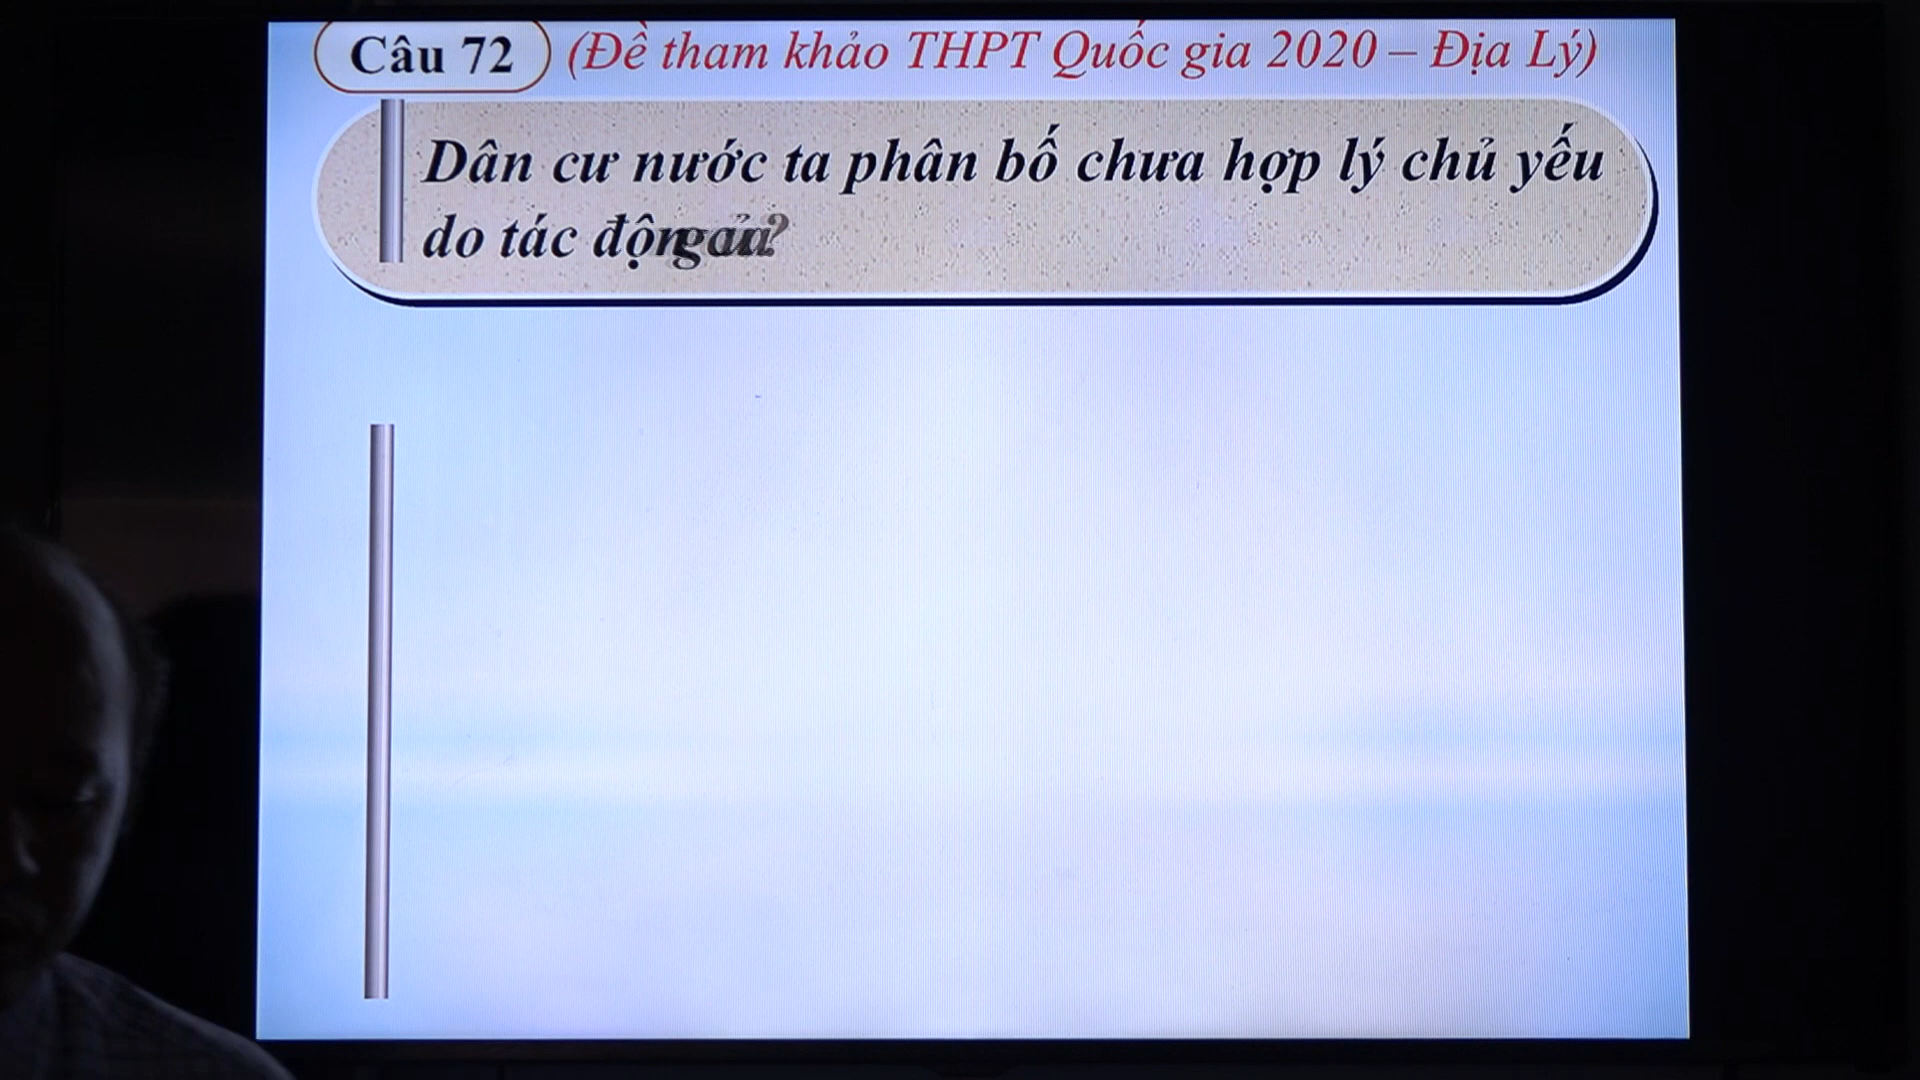 Câu 72 (Đề tham khảo THPT Quốc gia 2020 – Địa Lý)
Dân cư nước ta phân bố chưa hợp lý chủ yếu
do tác động